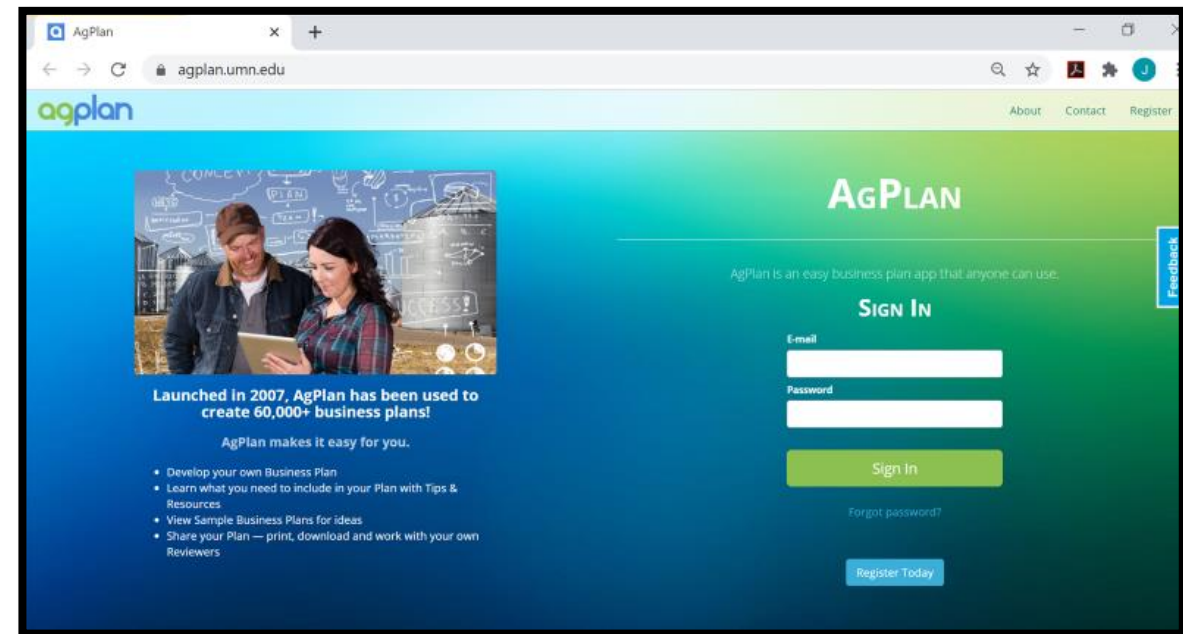 AgPlan
agplan.umn.edu
J
agplan
About Contact Register
CONCEPT
PLAN
TEAM
SUCCESS!
Launched in 2007, AgPlan has been used to
create 60,000+ business plans!
AgPlan makes it easy for you.
• Develop your own Business Plan
• Learn what you need to include in your Plan with Tips &
Resources
• View Sample Business Plans for ideas
• Share your Plan — print, download and work with your own
Reviewers
AGPLAN
AgPlan is an easy business plan app that anyone can use.
SIGN IN
E-mail
Password
Sign In
Forgot password?
Register Today
Feedback